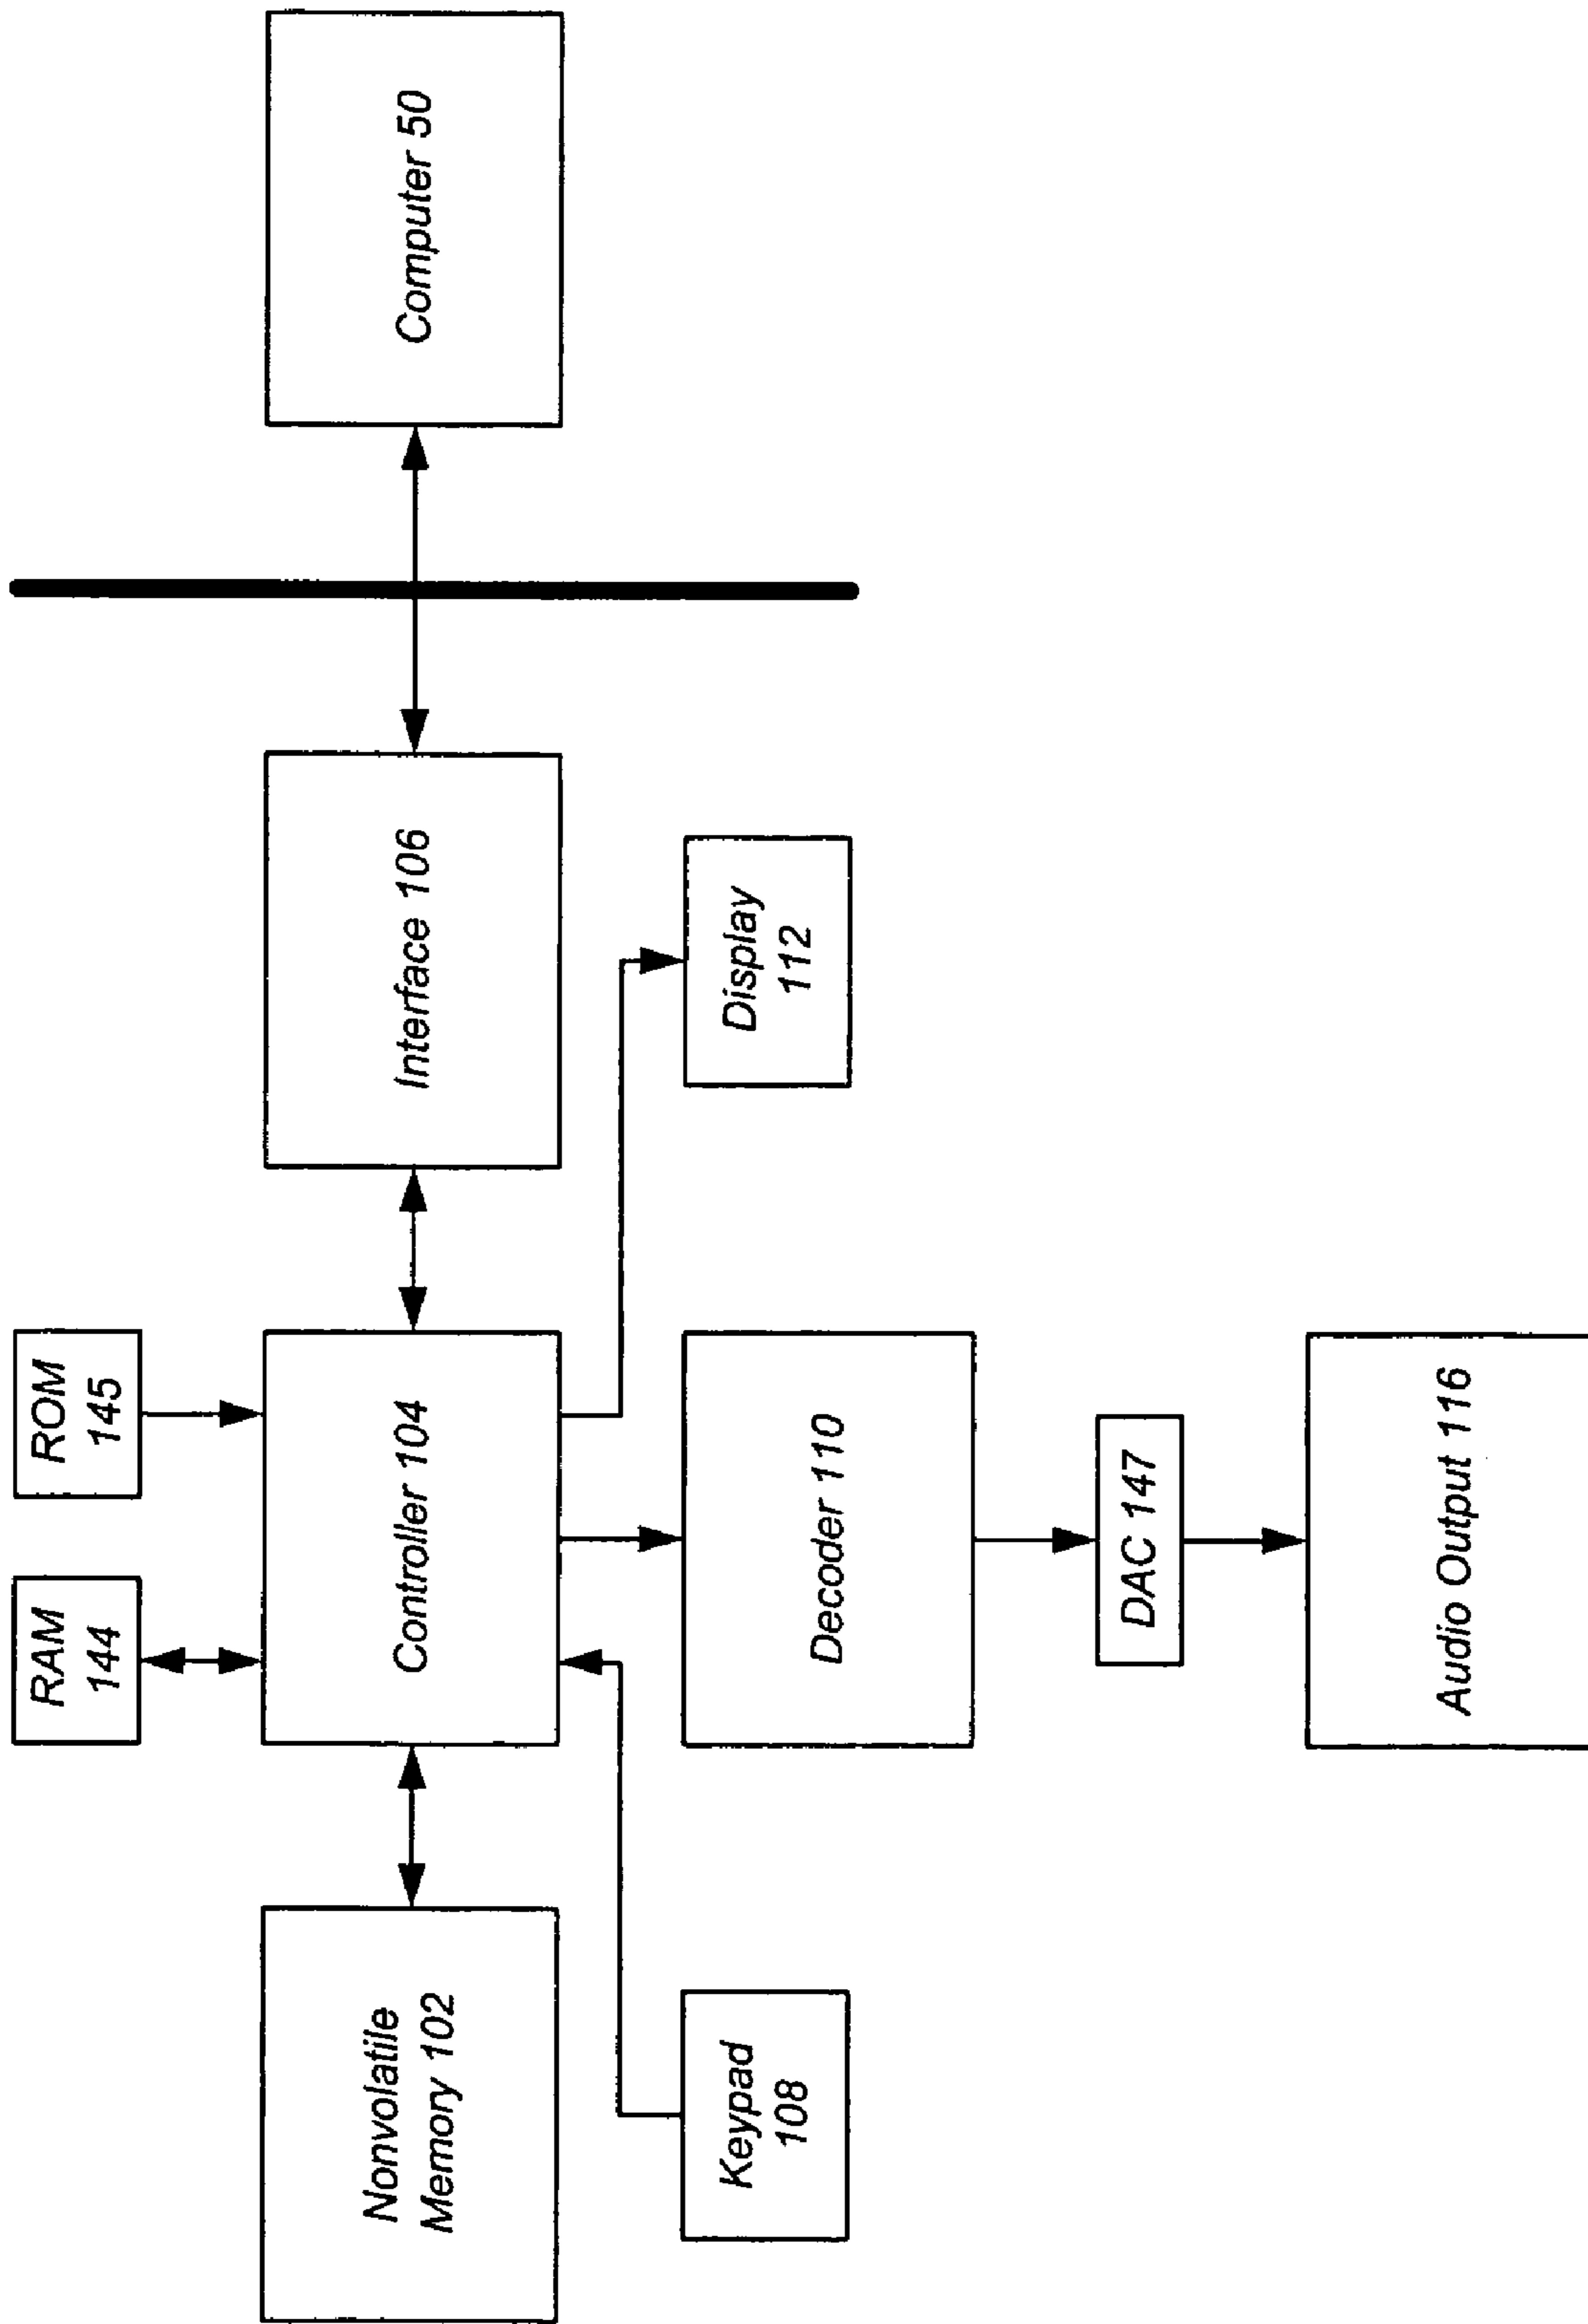 RAM
144
ROM
145
Nonvolatile
Memory 102
Controller 104
Interface 106
Computer 50
Keypad
108
Decoder 110
Display
112
DAC 147
Audio Output 116